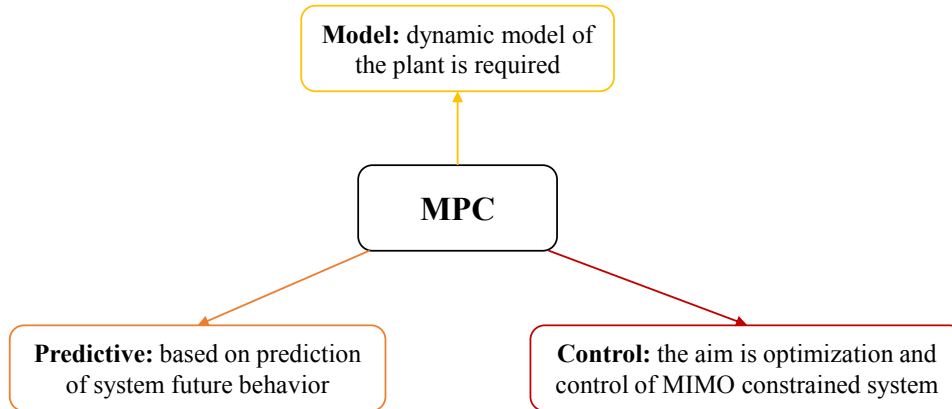 Model: dynamic model of
the plant is required
MPC
Predictive: based on prediction
of system future behavior
Control: the aim is optimization and
control of MIMO constrained system